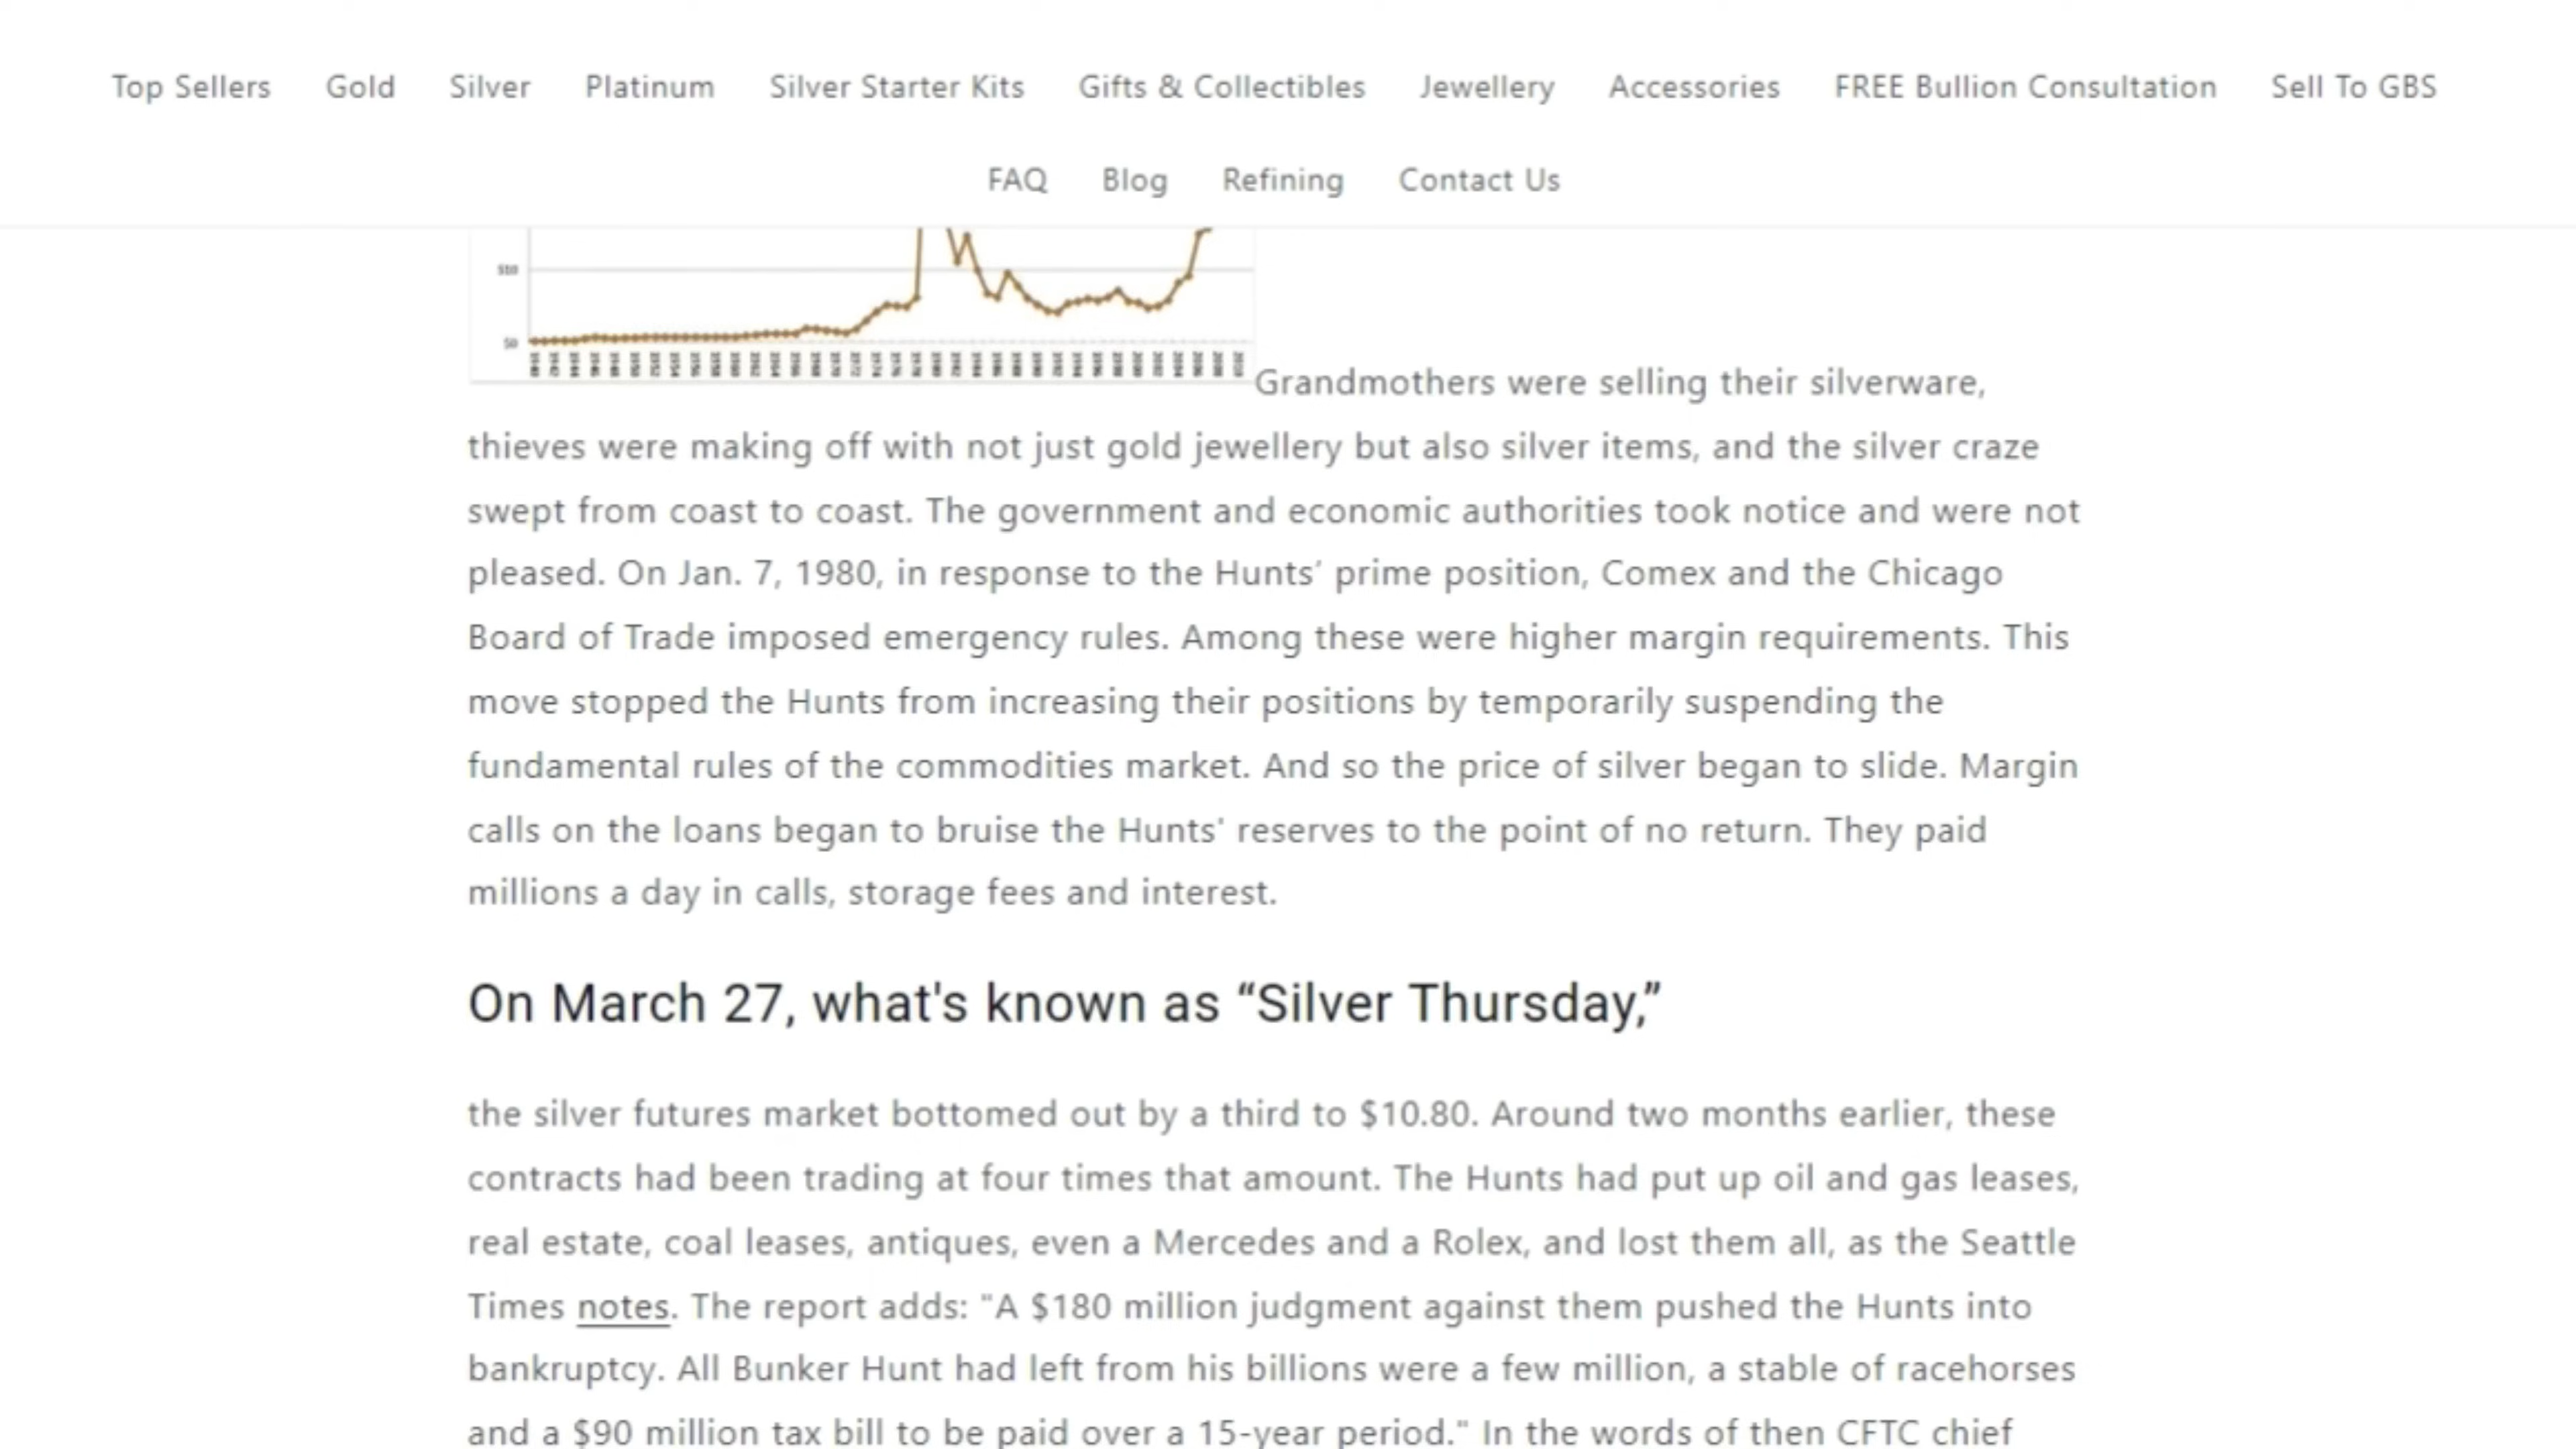 Top Sellers Gold Silver Platinum Silver Starter Kits Gifts & Collectibles Jewellery Accessories FREE Bullion Consultation Sell To GBS
FAQ Blog Refining Contact Us
$10
$0
Grandmothers were selling their silverware,
thieves were making off with not just gold jewellery but also silver items, and the silver craze
swept from coast to coast. The government and economic authorities took notice and were not
pleased. On Jan. 7, 1980, in response to the Hunts’ prime position, Comex and the Chicago
Board of Trade imposed emergency rules. Among these were higher margin requirements. This
move stopped the Hunts from increasing their positions by temporarily suspending the
fundamental rules of the commodities market. And so the price of silver began to slide. Margin
calls on the loans began to bruise the Hunts' reserves to the point of no return. They paid
millions a day in calls, storage fees and interest.
On March 27, what's known as “Silver Thursday,”
the silver futures market bottomed out by a third to $10.80. Around two months earlier, these
contracts had been trading at four times that amount. The Hunts had put up oil and gas leases,
real estate, coal leases, antiques, even a Mercedes and a Rolex, and lost them all, as the Seattle
Times notes. The report adds: "A $180 million judgment against them pushed the Hunts into
bankruptcy. All Bunker Hunt had left from his billions were a few million, a stable of racehorses
and a $90 million tax bill to be paid over a 15-year period." In the words of then CFTC chief